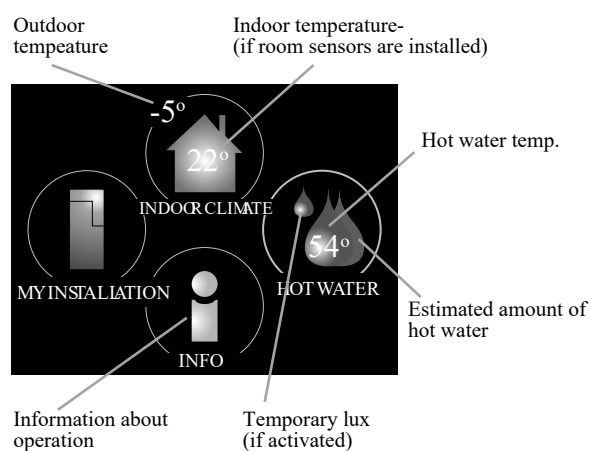 Outdoor
tempeature
Indoor temperature-
(if room sensors are installed)
-5°
22°
Hot water temp.
INDOOR CLIMATE
54°
MY INSTALLATION
HOT WATER
Estimated amount of
hot water
INFO
Information about
operation
Temporary lux
(if activated)